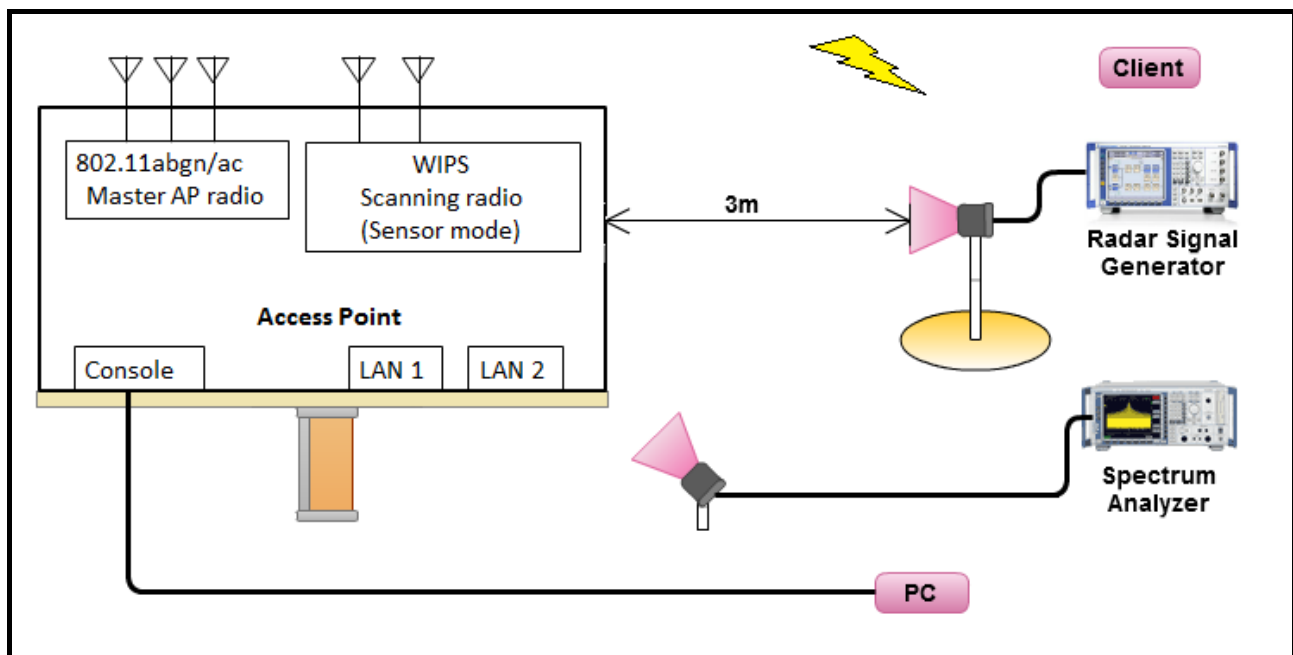 Client
802.11abgn/ac
Master AP radio
WIPS
Scanning radio
(Sensor mode)
3m
Radar Signal
Generator
Access Point
Console
LAN 1
LAN 2
Spectrum
Analyzer
PC